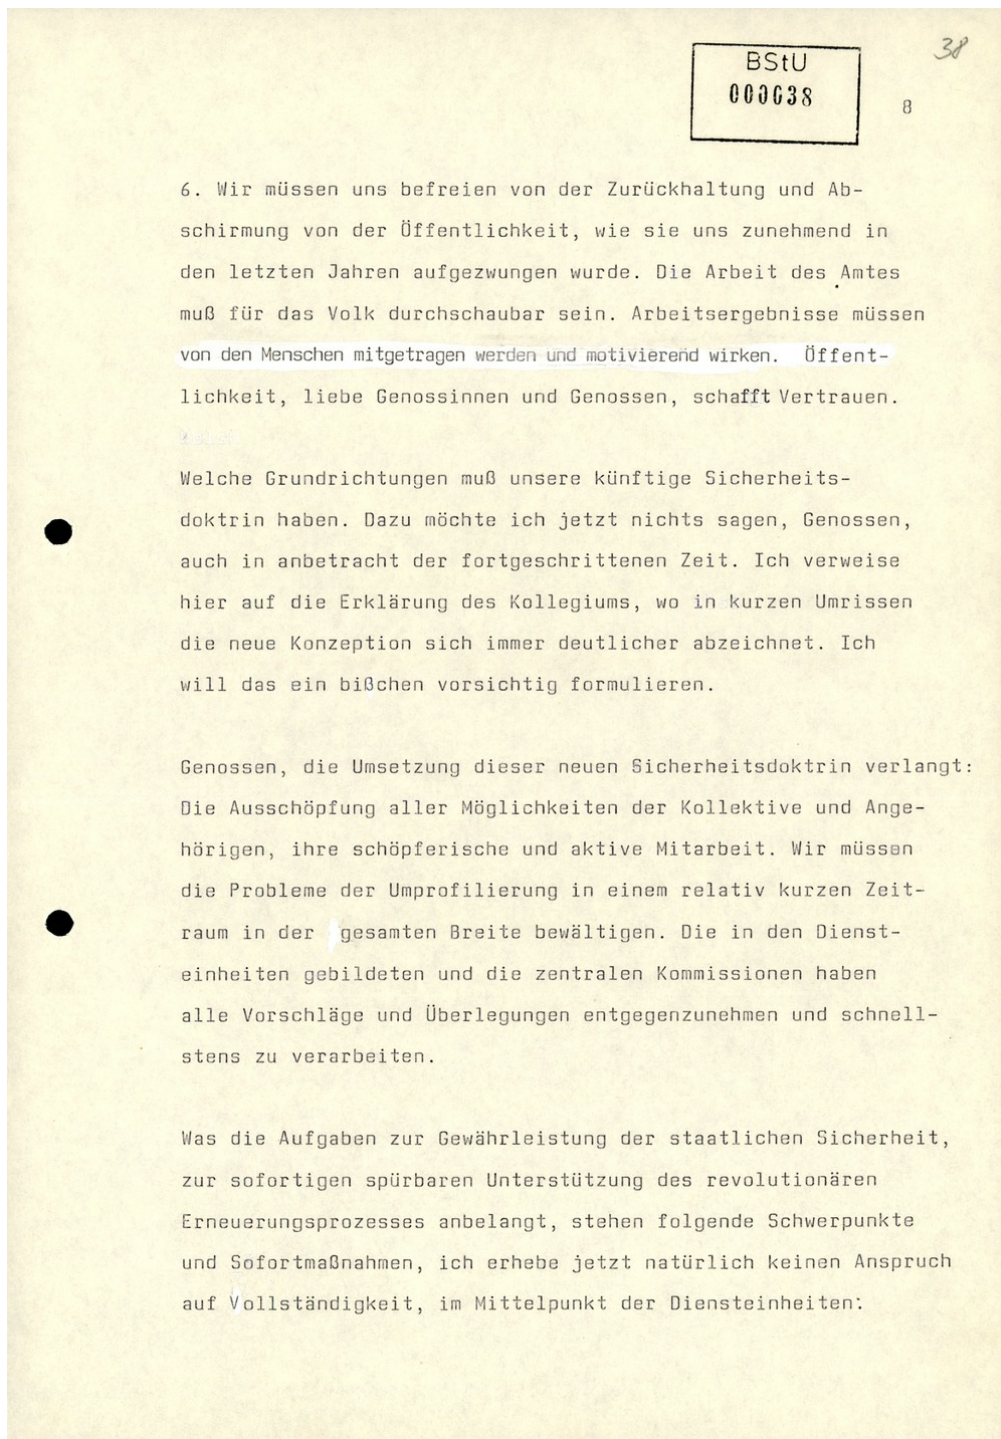 38
BStU
000038
8
6. Wir müssen uns befreien von der Zurückhaltung und Ab-
schirmung von der Öffentlichkeit, wie sie uns zunehmend in
den letzten Jahren aufgezwungen wurde. Die Arbeit des Amtes
muß für das Volk durchschaubar sein. Arbeitsergebnisse müssen
von den Menschen mitgetragen werden und motivierend wirken. Öffent-
lichkeit, liebe Genossinnen und Genossen, schafft Vertrauen.
Welche Grundrichtungen muß unsere künftige Sicherheits-
doktrin haben. Dazu möchte ich jetzt nichts sagen, Genossen,
auch in anbetracht der fortgeschrittenen Zeit. Ich verweise
hier auf die Erklärung des Kollegiums, wo in kurzen Umrissen
die neue Konzeption sich immer deutlicher abzeichnet. Ich
will das ein bißchen vorsichtig formulieren.
Genossen, die Umsetzung dieser neuen Sicherheitsdoktrin verlangt:
Die Ausschöpfung aller Möglichkeiten der Kollektive und Ange-
hörigen, ihre schöpferische und aktive Mitarbeit. Wir müssen
die Probleme der Umprofilierung in einem relativ kurzen Zeit-
raum in der gesamten Breite bewältigen. Die in den Dienst-
einheiten gebildeten und die zentralen Kommissionen haben
alle Vorschläge und Überlegungen entgegenzunehmen und schnell-
stens zu verarbeiten.
Was die Aufgaben zur Gewährleistung der staatlichen Sicherheit,
zur sofortigen spürbaren Unterstützung des revolutionären
Erneuerungsprozesses anbelangt, stehen folgende Schwerpunkte
und Sofortmaßnahmen, ich erhebe jetzt natürlich keinen Anspruch
auf Vollständigkeit, im Mittelpunkt der Diensteinheiten: